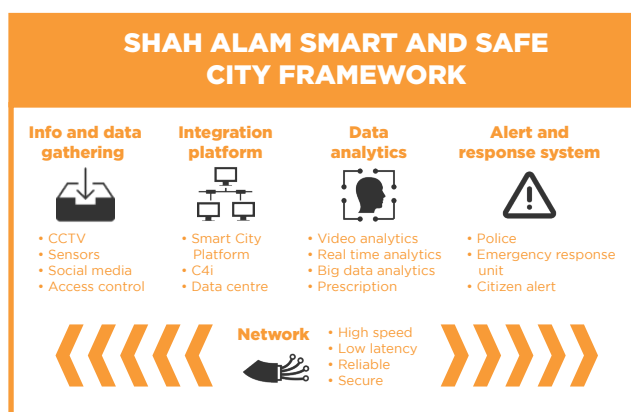 SHAH ALAM SMART AND SAFE
CITY FRAMEWORK
Info and data
gathering
• CCTV
• Sensors
• Social media
• Access control
Integration
platform
• Smart City
Platform
• C4i
• Data centre
Data
analytics
• Video analytics
• Real time analytics
• Big data analytics
• Prescription
Alert and
response system
• Police
• Emergency response
unit
• Citizen alert
Network
• High speed
• Low latency
• Reliable
• Secure